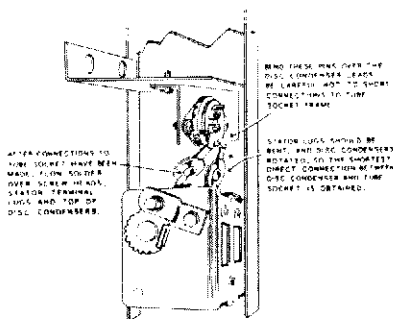 BEND THESE PINS OVER THE
DISC CONDENSER LEADS
BE CAREFUL NOT TO SHORT
CONNECTIONS TO TUBE
SOCKET FRAME
STATOR LUGS SHOULD BE
BENT, AND DISC CONDENSERS
ROTATED, SO THE SHORTEST
DIRECT CONNECTION BETWEEN
DISC CONDENSER AND TUBE
SOCKET IS OBTAINED.
AFTER CONNECTIONS TO
TUBE SOCKET HAVE BEEN
MADE, FLOW SOLDER
OVER SCREW HEADS,
STATOR TERMINAL
LUGS AND TOP OF
DISC CONDENSERS.